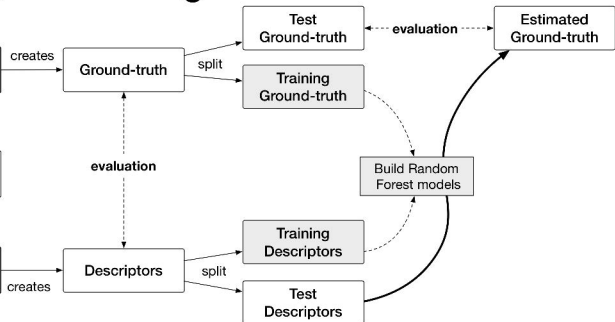 Test
Ground-truth
evaluation
Estimated
Ground-truth
creates
Ground-truth
split
Training
Ground-truth
evaluation
Build Random
Forest models
Training
Descriptors
creates
Descriptors
split
Test
Descriptors